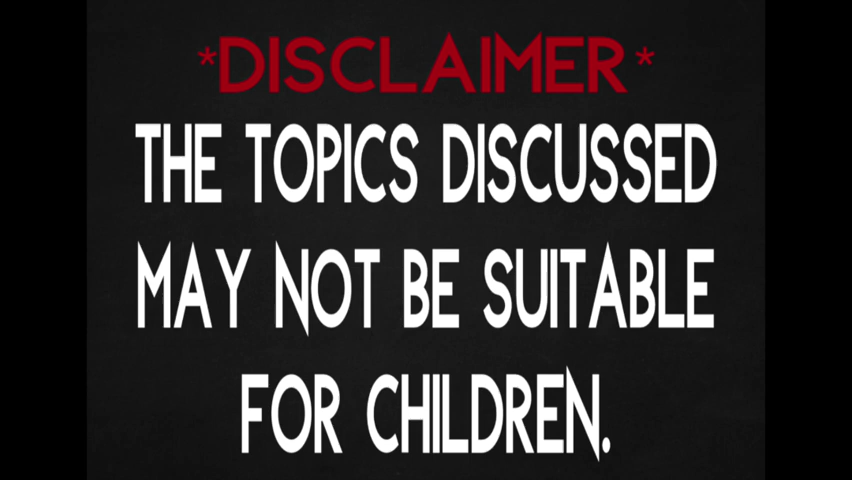 *DISCLAIMER*
THE TOPICS DISCUSSED
MAY NOT BE SUITABLE
FOR CHILDREN.